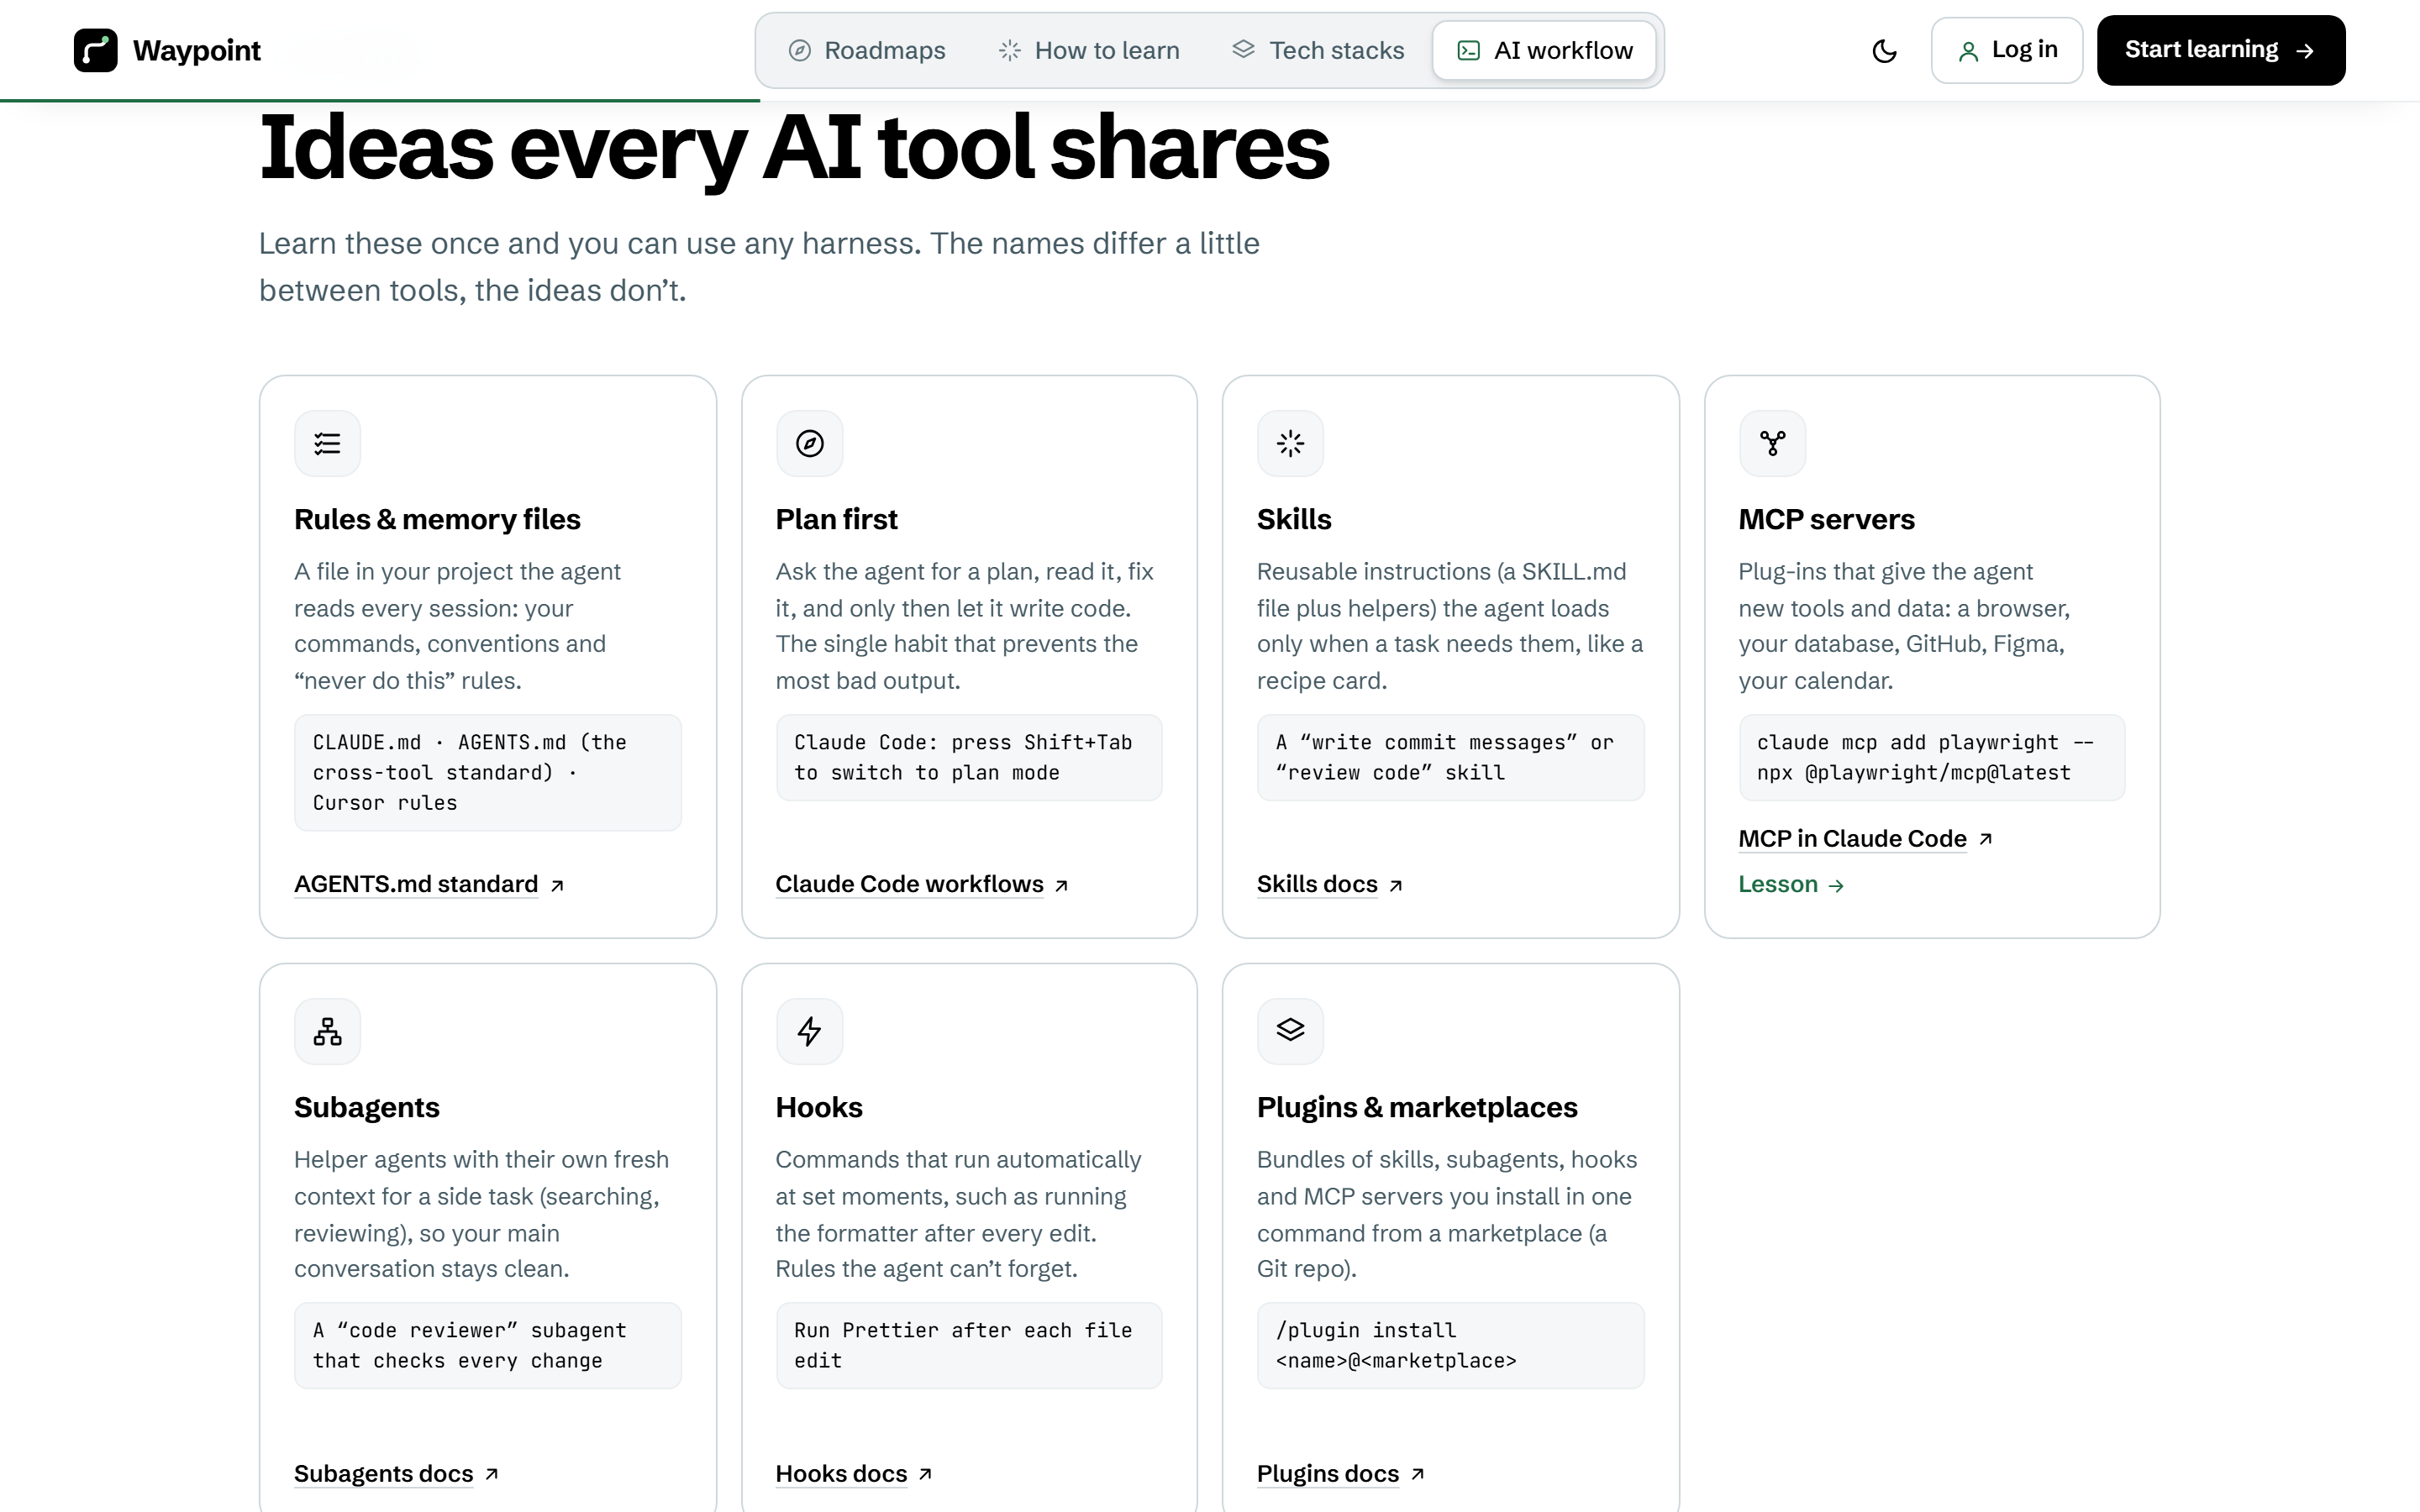 Waypoint
Roadmaps
How to learn
Tech stacks
AI workflow
Log in
Start learning →
Ideas every AI tool shares
Learn these once and you can use any harness. The names differ a little
between tools, the ideas don’t.
Rules & memory files
A file in your project the agent
reads every session: your
commands, conventions and
“never do this” rules.
CLAUDE.md · AGENTS.md (the
cross-tool standard) ·
Cursor rules
AGENTS.md standard ↗
Plan first
Ask the agent for a plan, read it, fix
it, and only then let it write code.
The single habit that prevents the
most bad output.
Claude Code: press Shift+Tab
to switch to plan mode
Claude Code workflows ↗
Skills
Reusable instructions (a SKILL.md
file plus helpers) the agent loads
only when a task needs them, like a
recipe card.
A “write commit messages” or
“review code” skill
Skills docs ↗
MCP servers
Plug-ins that give the agent
new tools and data: a browser,
your database, GitHub, Figma,
your calendar.
claude mcp add playwright --
npx @playwright/mcp@latest
MCP in Claude Code ↗
Lesson →
Subagents
Helper agents with their own fresh
context for a side task (searching,
reviewing), so your main
conversation stays clean.
A “code reviewer” subagent
that checks every change
Subagents docs ↗
Hooks
Commands that run automatically
at set moments, such as running
the formatter after every edit.
Rules the agent can’t forget.
Run Prettier after each file
edit
Hooks docs ↗
Plugins & marketplaces
Bundles of skills, subagents, hooks
and MCP servers you install in one
command from a marketplace (a
Git repo).
/plugin install
<name>@<marketplace>
Plugins docs ↗